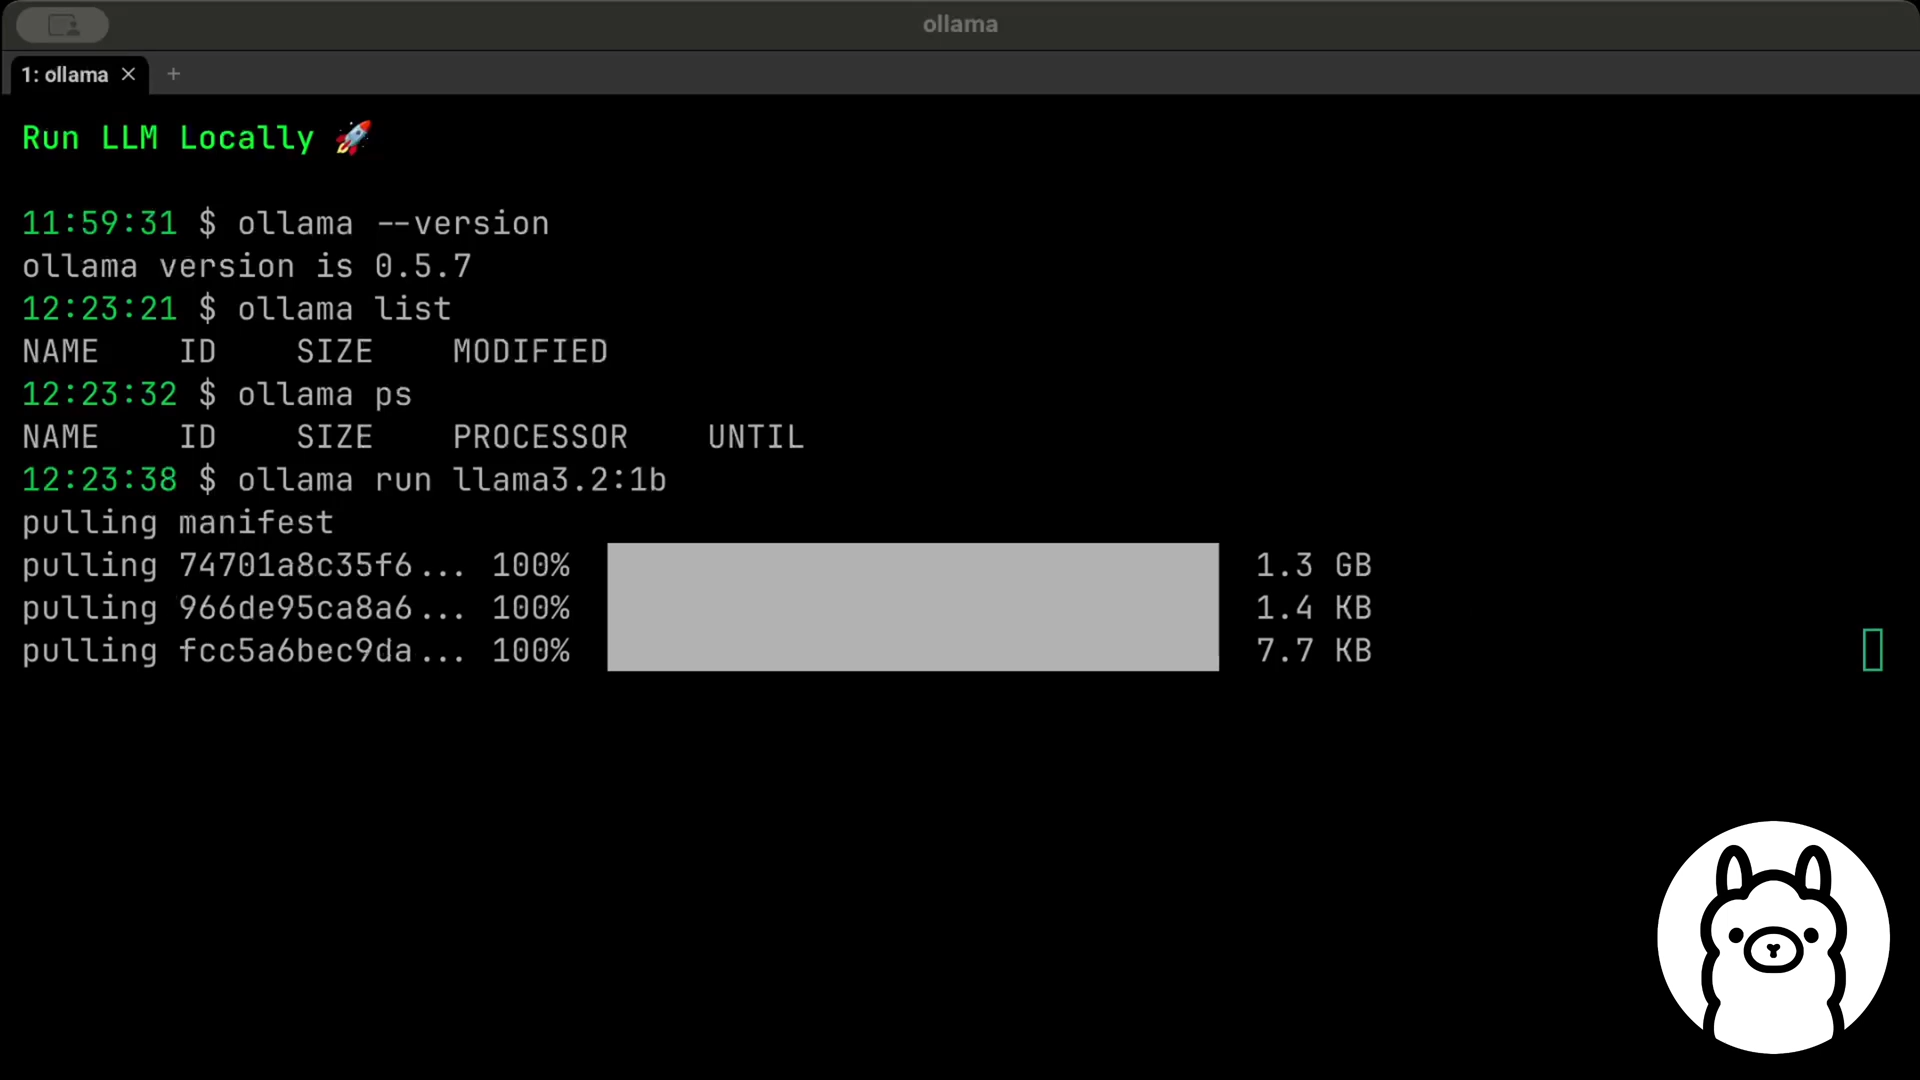 ollama
1: ollama × +
Run LLM Locally 🚀
11:59:31 $ ollama --version
ollama version is 0.5.7
12:23:21 $ ollama list
NAME    ID    SIZE    MODIFIED
12:23:32 $ ollama ps
NAME    ID    SIZE    PROCESSOR    UNTIL
12:23:38 $ ollama run llama3.2:1b
pulling manifest
pulling 74701a8c35f6... 100% 1.3 GB
pulling 966de95ca8a6... 100% 1.4 KB
pulling fcc5a6bec9da... 100% 7.7 KB